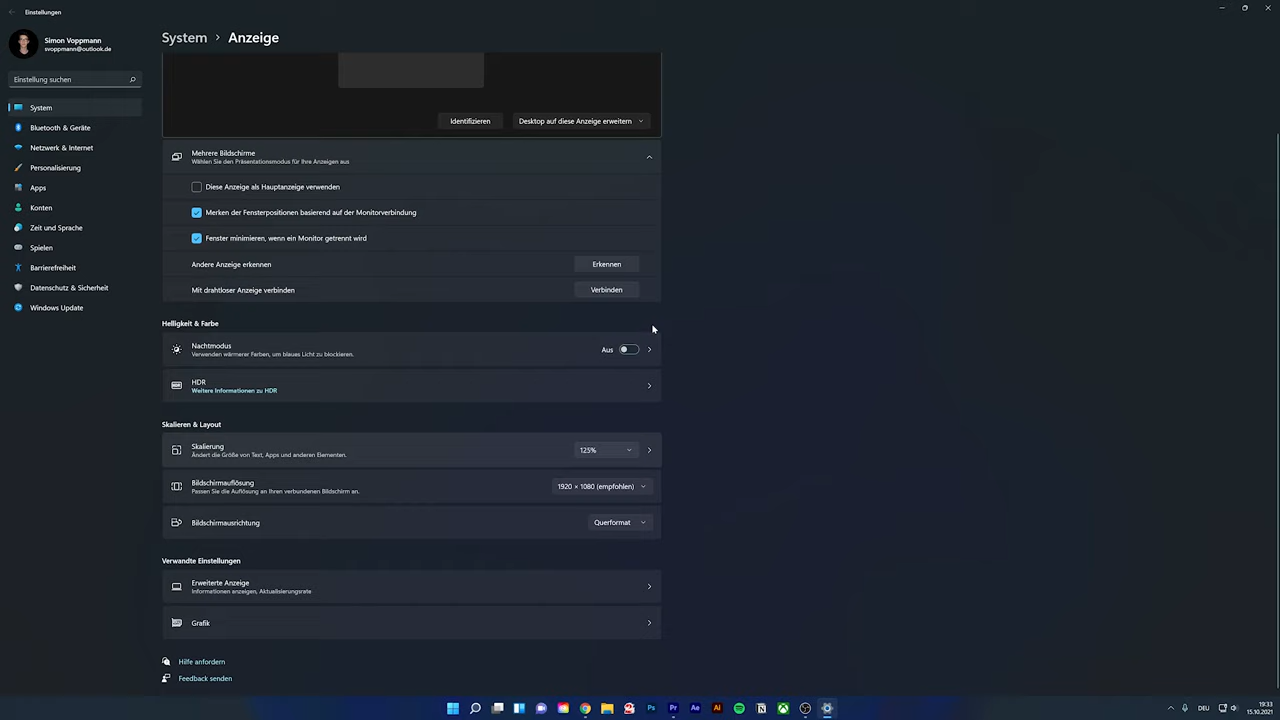 Einstellungen
Simon Voppmann
svoppmann@outlook.de
Einstellung suchen
System
Bluetooth & Geräte
Netzwerk & Internet
Personalisierung
Apps
Konten
Zeit und Sprache
Spielen
Barrierefreiheit
Datenschutz & Sicherheit
Windows Update
System › Anzeige
Identifizieren
Desktop auf diese Anzeige erweitern
Mehrere Bildschirme
Wählen Sie den Präsentationsmodus für Ihre Anzeigen aus
Diese Anzeige als Hauptanzeige verwenden
Merken der Fensterpositionen basierend auf der Monitorverbindung
Fenster minimieren, wenn ein Monitor getrennt wird
Andere Anzeige erkennen
Erkennen
Mit drahtloser Anzeige verbinden
Verbinden
Helligkeit & Farbe
Nachtmodus
Verwenden wärmerer Farben, um blaues Licht zu blockieren.
Aus
HDR
Weitere Informationen zu HDR
Skalieren & Layout
Skalierung
Ändert die Größe von Text, Apps und anderen Elementen.
125%
Bildschirmauflösung
Passen Sie die Auflösung an Ihren verbundenen Bildschirm an.
1920 × 1080 (empfohlen)
Bildschirmausrichtung
Querformat
Verwandte Einstellungen
Erweiterte Anzeige
Informationen anzeigen, Aktualisierungsrate
Grafik
Hilfe anfordern
Feedback senden
Ps
Pr
Ae
Ai
DEU
19:33
15.10.2021